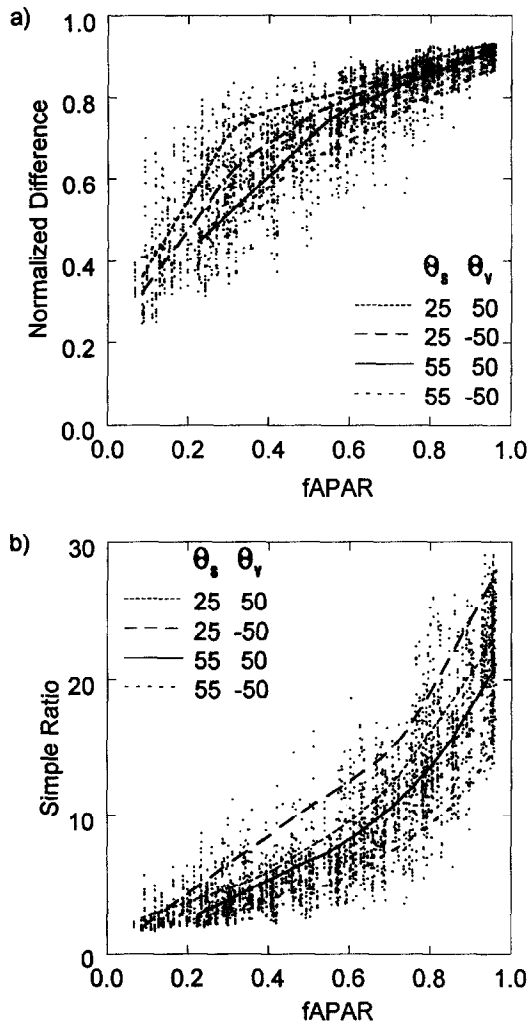 a)
1.0
0.8
0.6
0.4
0.2
0.0
Normalized Difference
θs θv
25 50
25 -50
55 50
55 -50
0.0 0.2 0.4 0.6 0.8 1.0
fAPAR
b)
30
20
10
0
Simple Ratio
θs θv
25 50
25 -50
55 50
55 -50
0.0 0.2 0.4 0.6 0.8 1.0
fAPAR